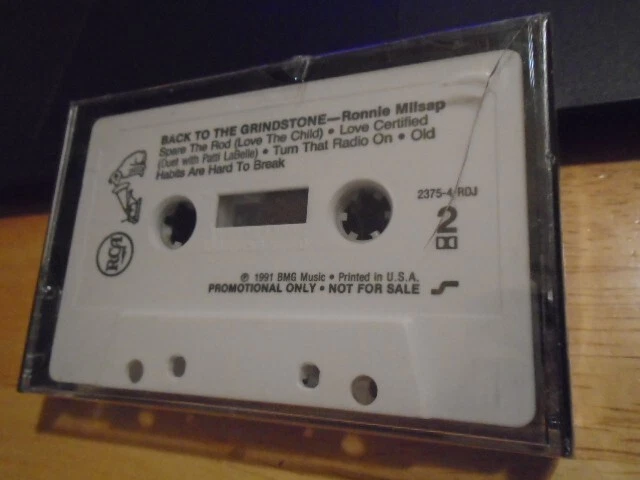 BACK TO THE GRINDSTONE—Ronnie Milsap
Spare The Rod (Love The Child) • Love Certified
(Duet with Patti LaBelle) • Turn That Radio On • Old
Habits Are Hard To Break
2375-4-RDJ
2
RCA
℗ 1991 BMG Music • Printed in U.S.A.
PROMOTIONAL ONLY • NOT FOR SALE